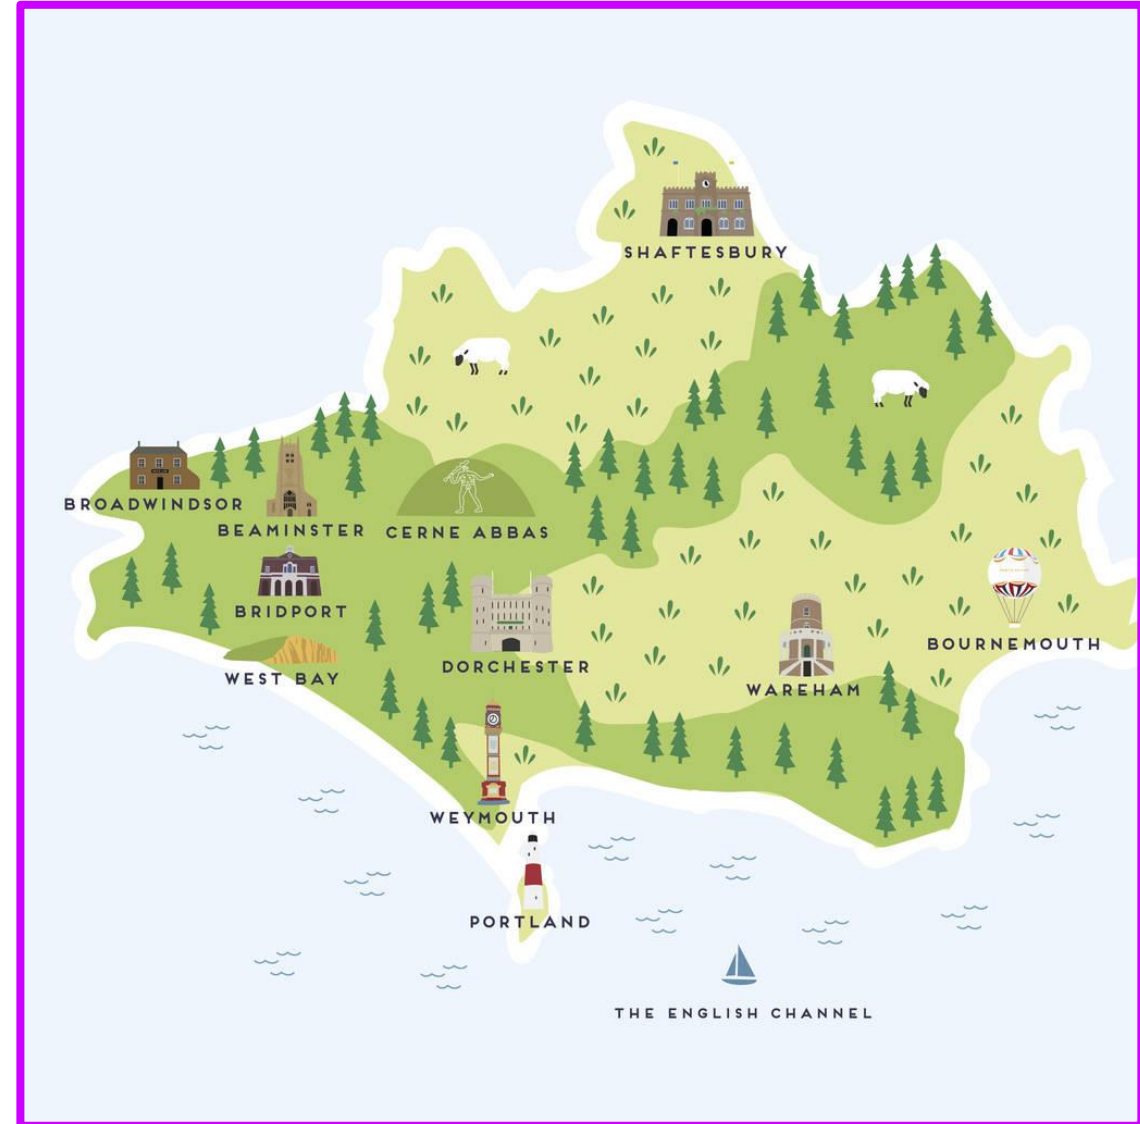 SHAFTESBURY
BROADWINDSOR
BEAMINSTER
CERNE ABBAS
BRIDPORT
DORCHESTER
BOURNEMOUTH
WEST BAY
WAREHAM
WEYMOUTH
PORTLAND
THE ENGLISH CHANNEL